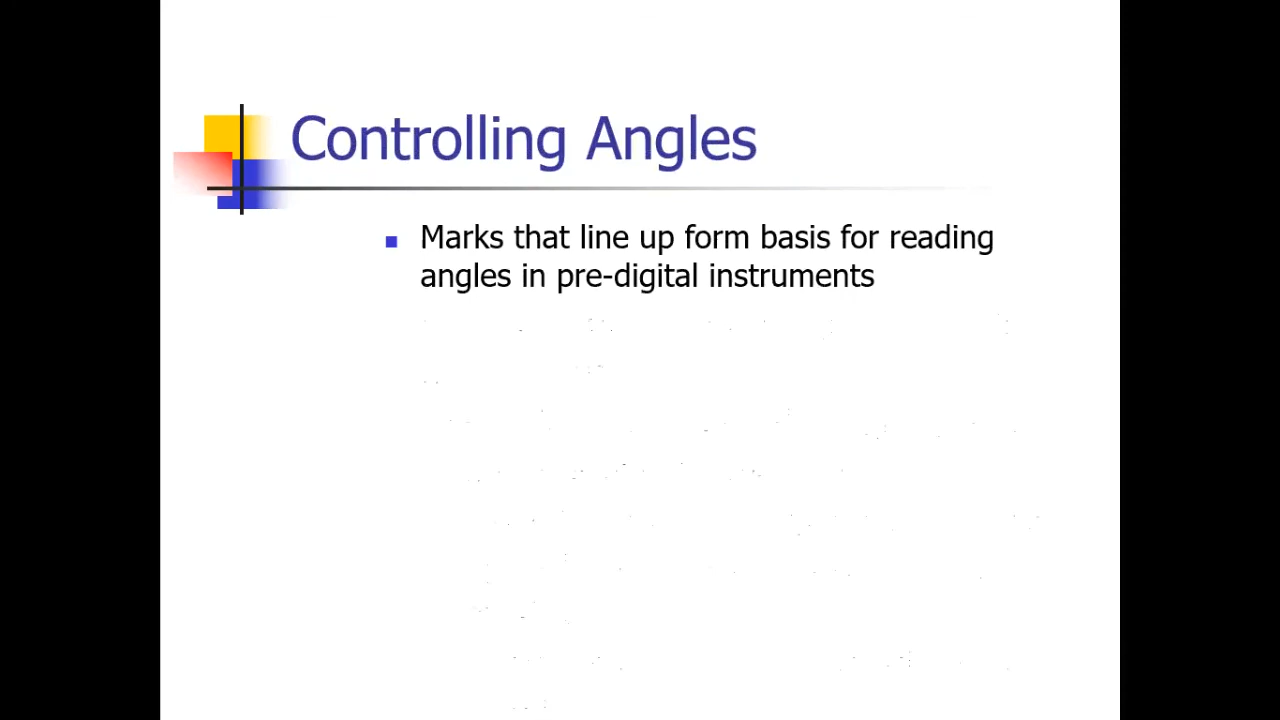 Controlling Angles
Marks that line up form basis for reading
angles in pre-digital instruments